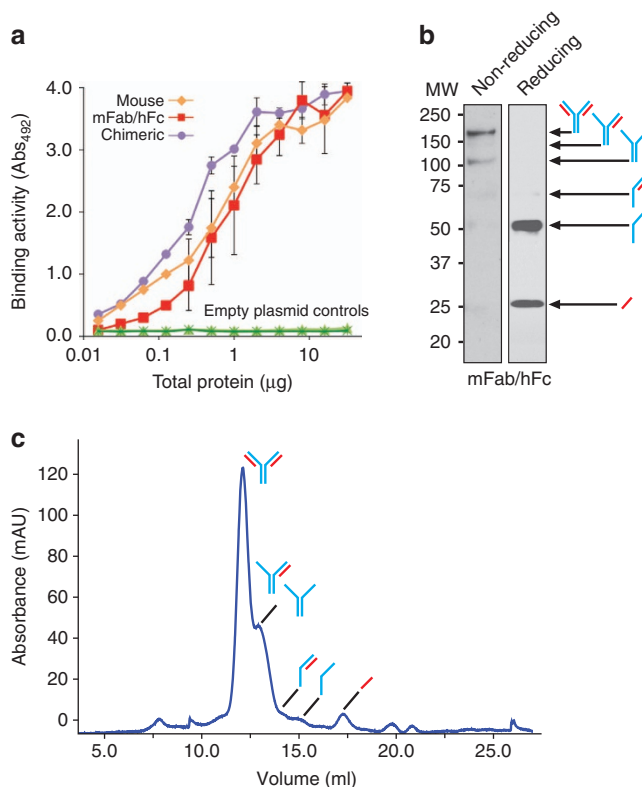 a
4.0
3.0
2.0
1.0
0.0
Binding activity (Abs492)
Mouse
mFab/hFc
Chimeric
Empty plasmid controls
0.01
0.1
1
10
Total protein (μg)
b
Non-reducing
Reducing
MW
250
150
100
75
50
37
25
20
mFab/hFc
c
120
100
80
60
40
20
0
Absorbance (mAU)
5.0
10.0
15.0
20.0
25.0
Volume (ml)